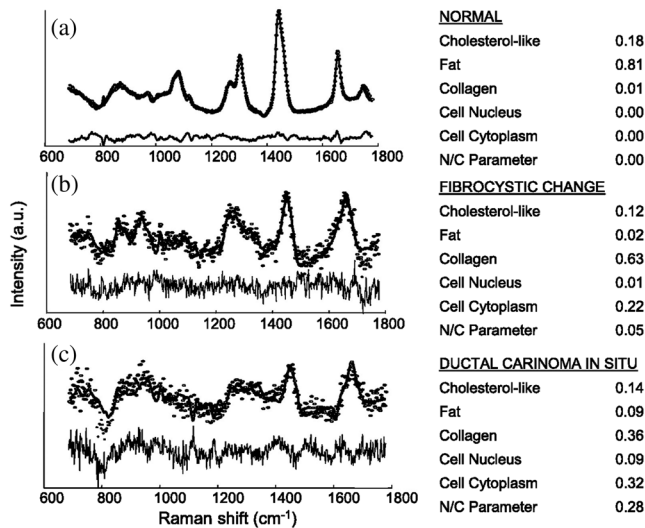 (a)
600 800 1000 1200 1400 1600 1800
NORMAL
Cholesterol-like 0.18
Fat 0.81
Collagen 0.01
Cell Nucleus 0.00
Cell Cytoplasm 0.00
N/C Parameter 0.00
(b)
600 800 1000 1200 1400 1600 1800
FIBROCYSTIC CHANGE
Cholesterol-like 0.12
Fat 0.02
Collagen 0.63
Cell Nucleus 0.01
Cell Cytoplasm 0.22
N/C Parameter 0.05
Intensity (a.u.)
(c)
600 800 1000 1200 1400 1600 1800
Raman shift (cm⁻¹)
DUCTAL CARINOMA IN SITU
Cholesterol-like 0.14
Fat 0.09
Collagen 0.36
Cell Nucleus 0.09
Cell Cytoplasm 0.32
N/C Parameter 0.28